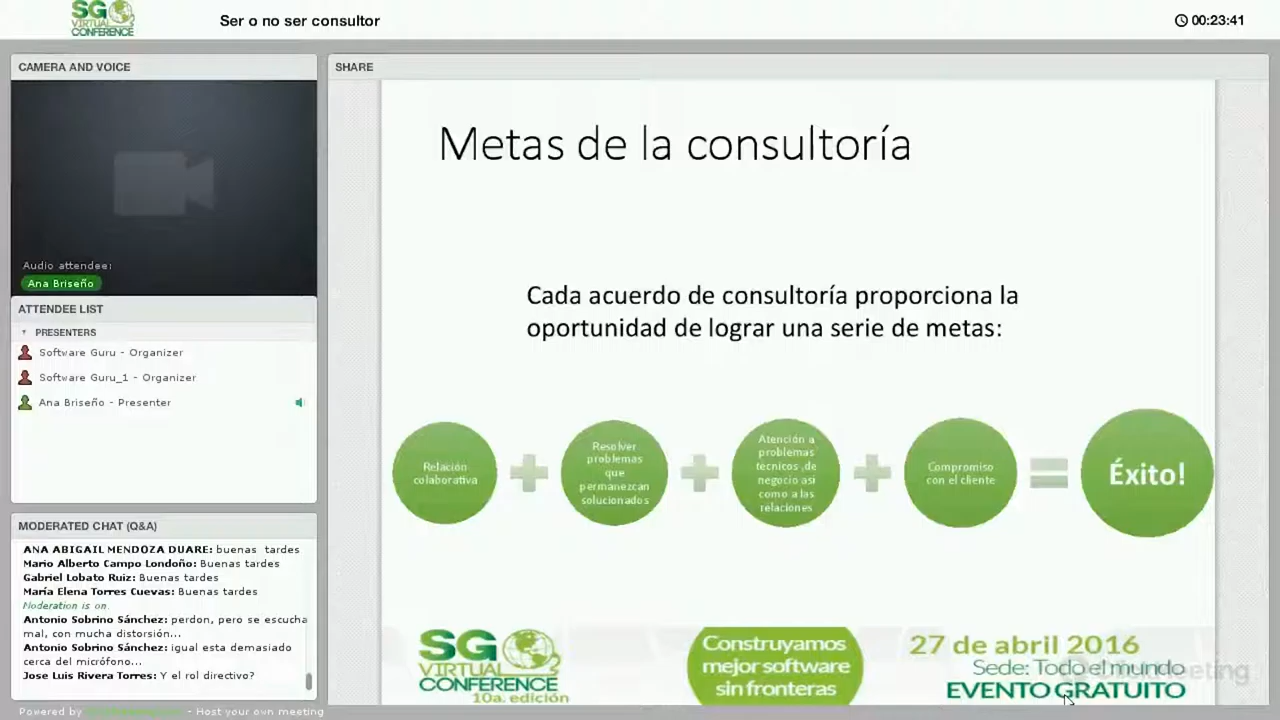 SG
VIRTUAL
CONFERENCE
Ser o no ser consultor
00:23:41
CAMERA AND VOICE
Audio attendee:
Ana Briseño
ATTENDEE LIST
PRESENTERS
Software Guru - Organizer
Software Guru_1 - Organizer
Ana Briseño - Presenter
MODERATED CHAT (Q&A)
ANA ABIGAIL MENDOZA DUARE: buenas tardes
Mario Alberto Campo Londoño: Buenas tardes
Gabriel Lobato Ruiz: Buenas tardes
María Elena Torres Cuevas: Buenas tardes
Moderation is on.
Antonio Sobrino Sánchez: perdon, pero se escucha
mal, con mucha distorsión...
Antonio Sobrino Sánchez: igual esta demasiado
cerca del micrófono...
Jose Luis Rivera Torres: Y el rol directivo?
Powered by
- Host your own meeting
SHARE
Metas de la consultoría
Cada acuerdo de consultoría proporciona la
oportunidad de lograr una serie de metas:
Relación
colaborativa
Resolver
problemas
que
permanezcan
solucionados
Atención a
problemas
técnicos ,de
negocio asi
como a las
relaciones
Compromiso
con el cliente
Éxito!
SG
VIRTUAL
CONFERENCE
10a. edición
Construyamos
mejor software
sin fronteras
27 de abril 2016
Sede: Todo el mundo
EVENTO GRATUITO